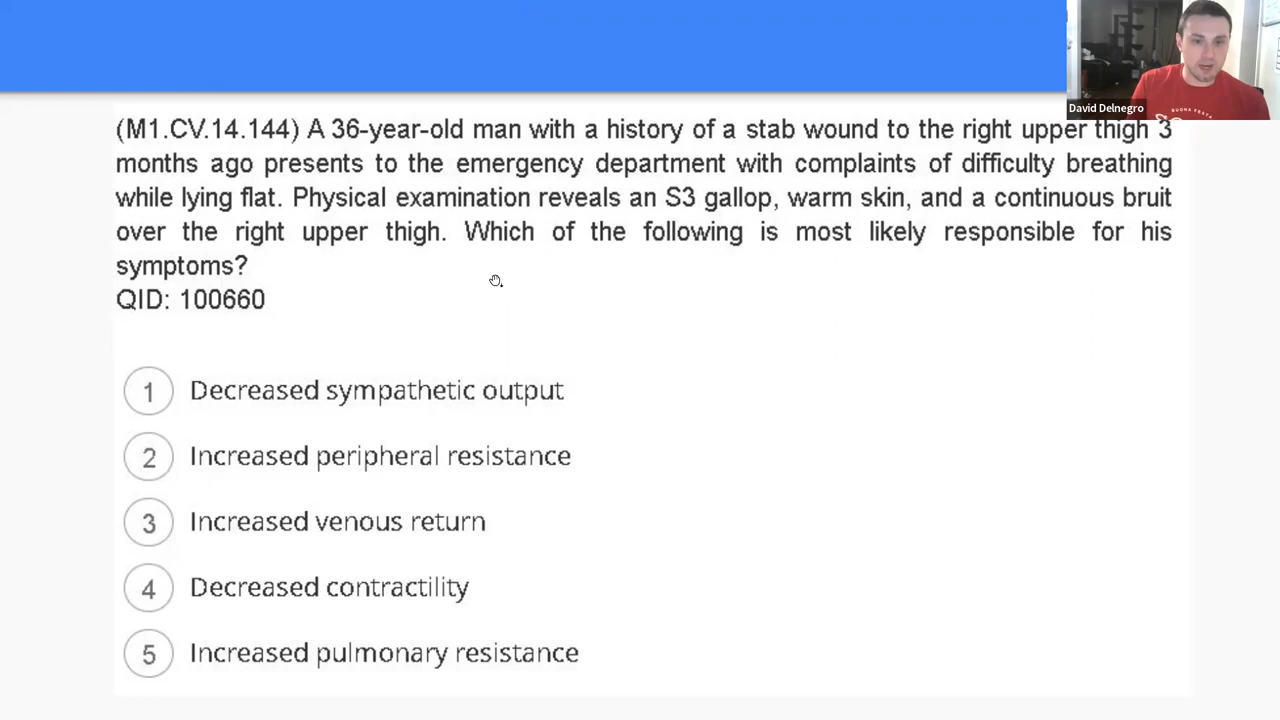 David Delnegro
BUONA FESTA
(M1.CV.14.144) A 36-year-old man with a history of a stab wound to the right upper thigh 3
months ago presents to the emergency department with complaints of difficulty breathing
while lying flat. Physical examination reveals an S3 gallop, warm skin, and a continuous bruit
over the right upper thigh. Which of the following is most likely responsible for his
symptoms?
QID: 100660
1 Decreased sympathetic output
2 Increased peripheral resistance
3 Increased venous return
4 Decreased contractility
5 Increased pulmonary resistance